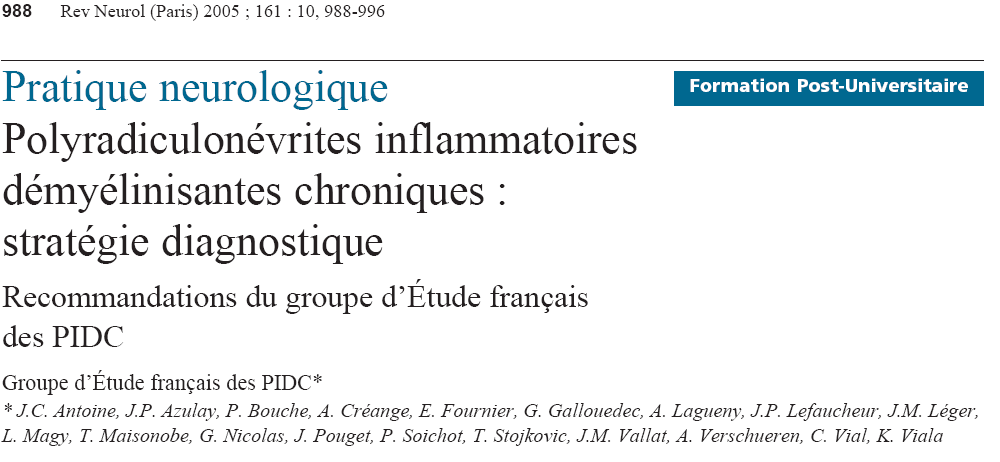 988 Rev Neurol (Paris) 2005 ; 161 : 10, 988-996
Pratique neurologique
Formation Post-Universitaire
Polyradiculonévrites inflammatoires
démyélinisantes chroniques :
stratégie diagnostique
Recommandations du groupe d’Étude français
des PIDC
Groupe d’Étude français des PIDC*
* J.C. Antoine, J.P. Azulay, P. Bouche, A. Créange, E. Fournier, G. Gallouedec, A. Lagueny, J.P. Lefaucheur, J.M. Léger,
L. Magy, T. Maisonobe, G. Nicolas, J. Pouget, P. Soichot, T. Stojkovic, J.M. Vallat, A. Verschueren, C. Vial, K. Viala